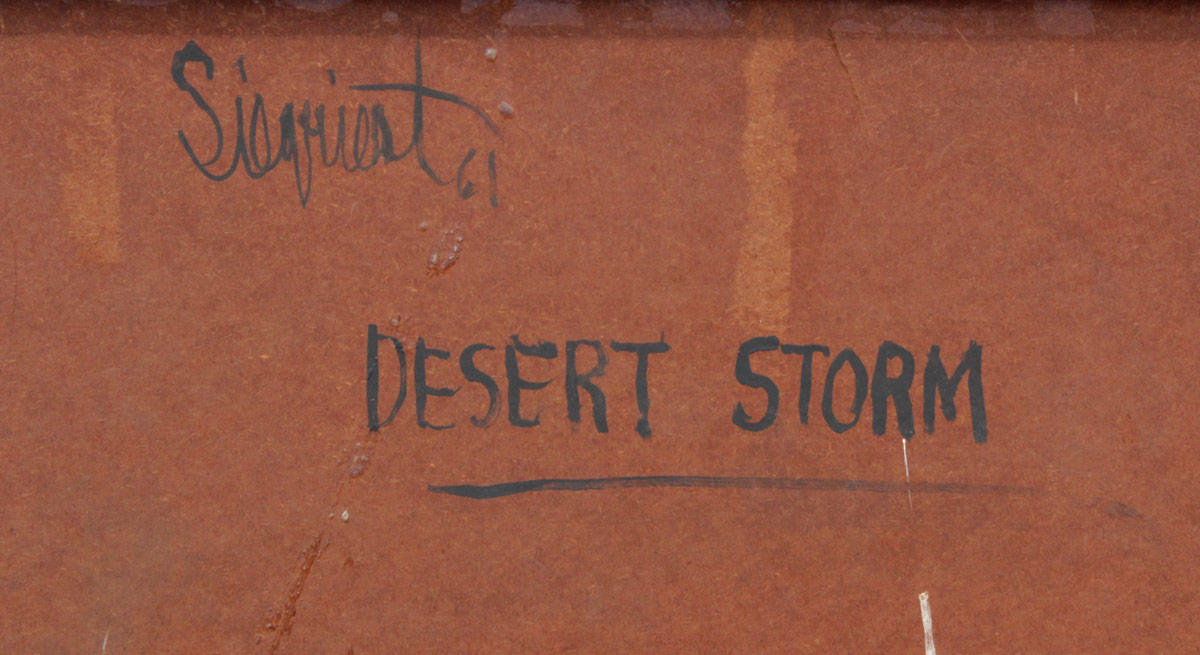 Siegriest 61
DESERT STORM